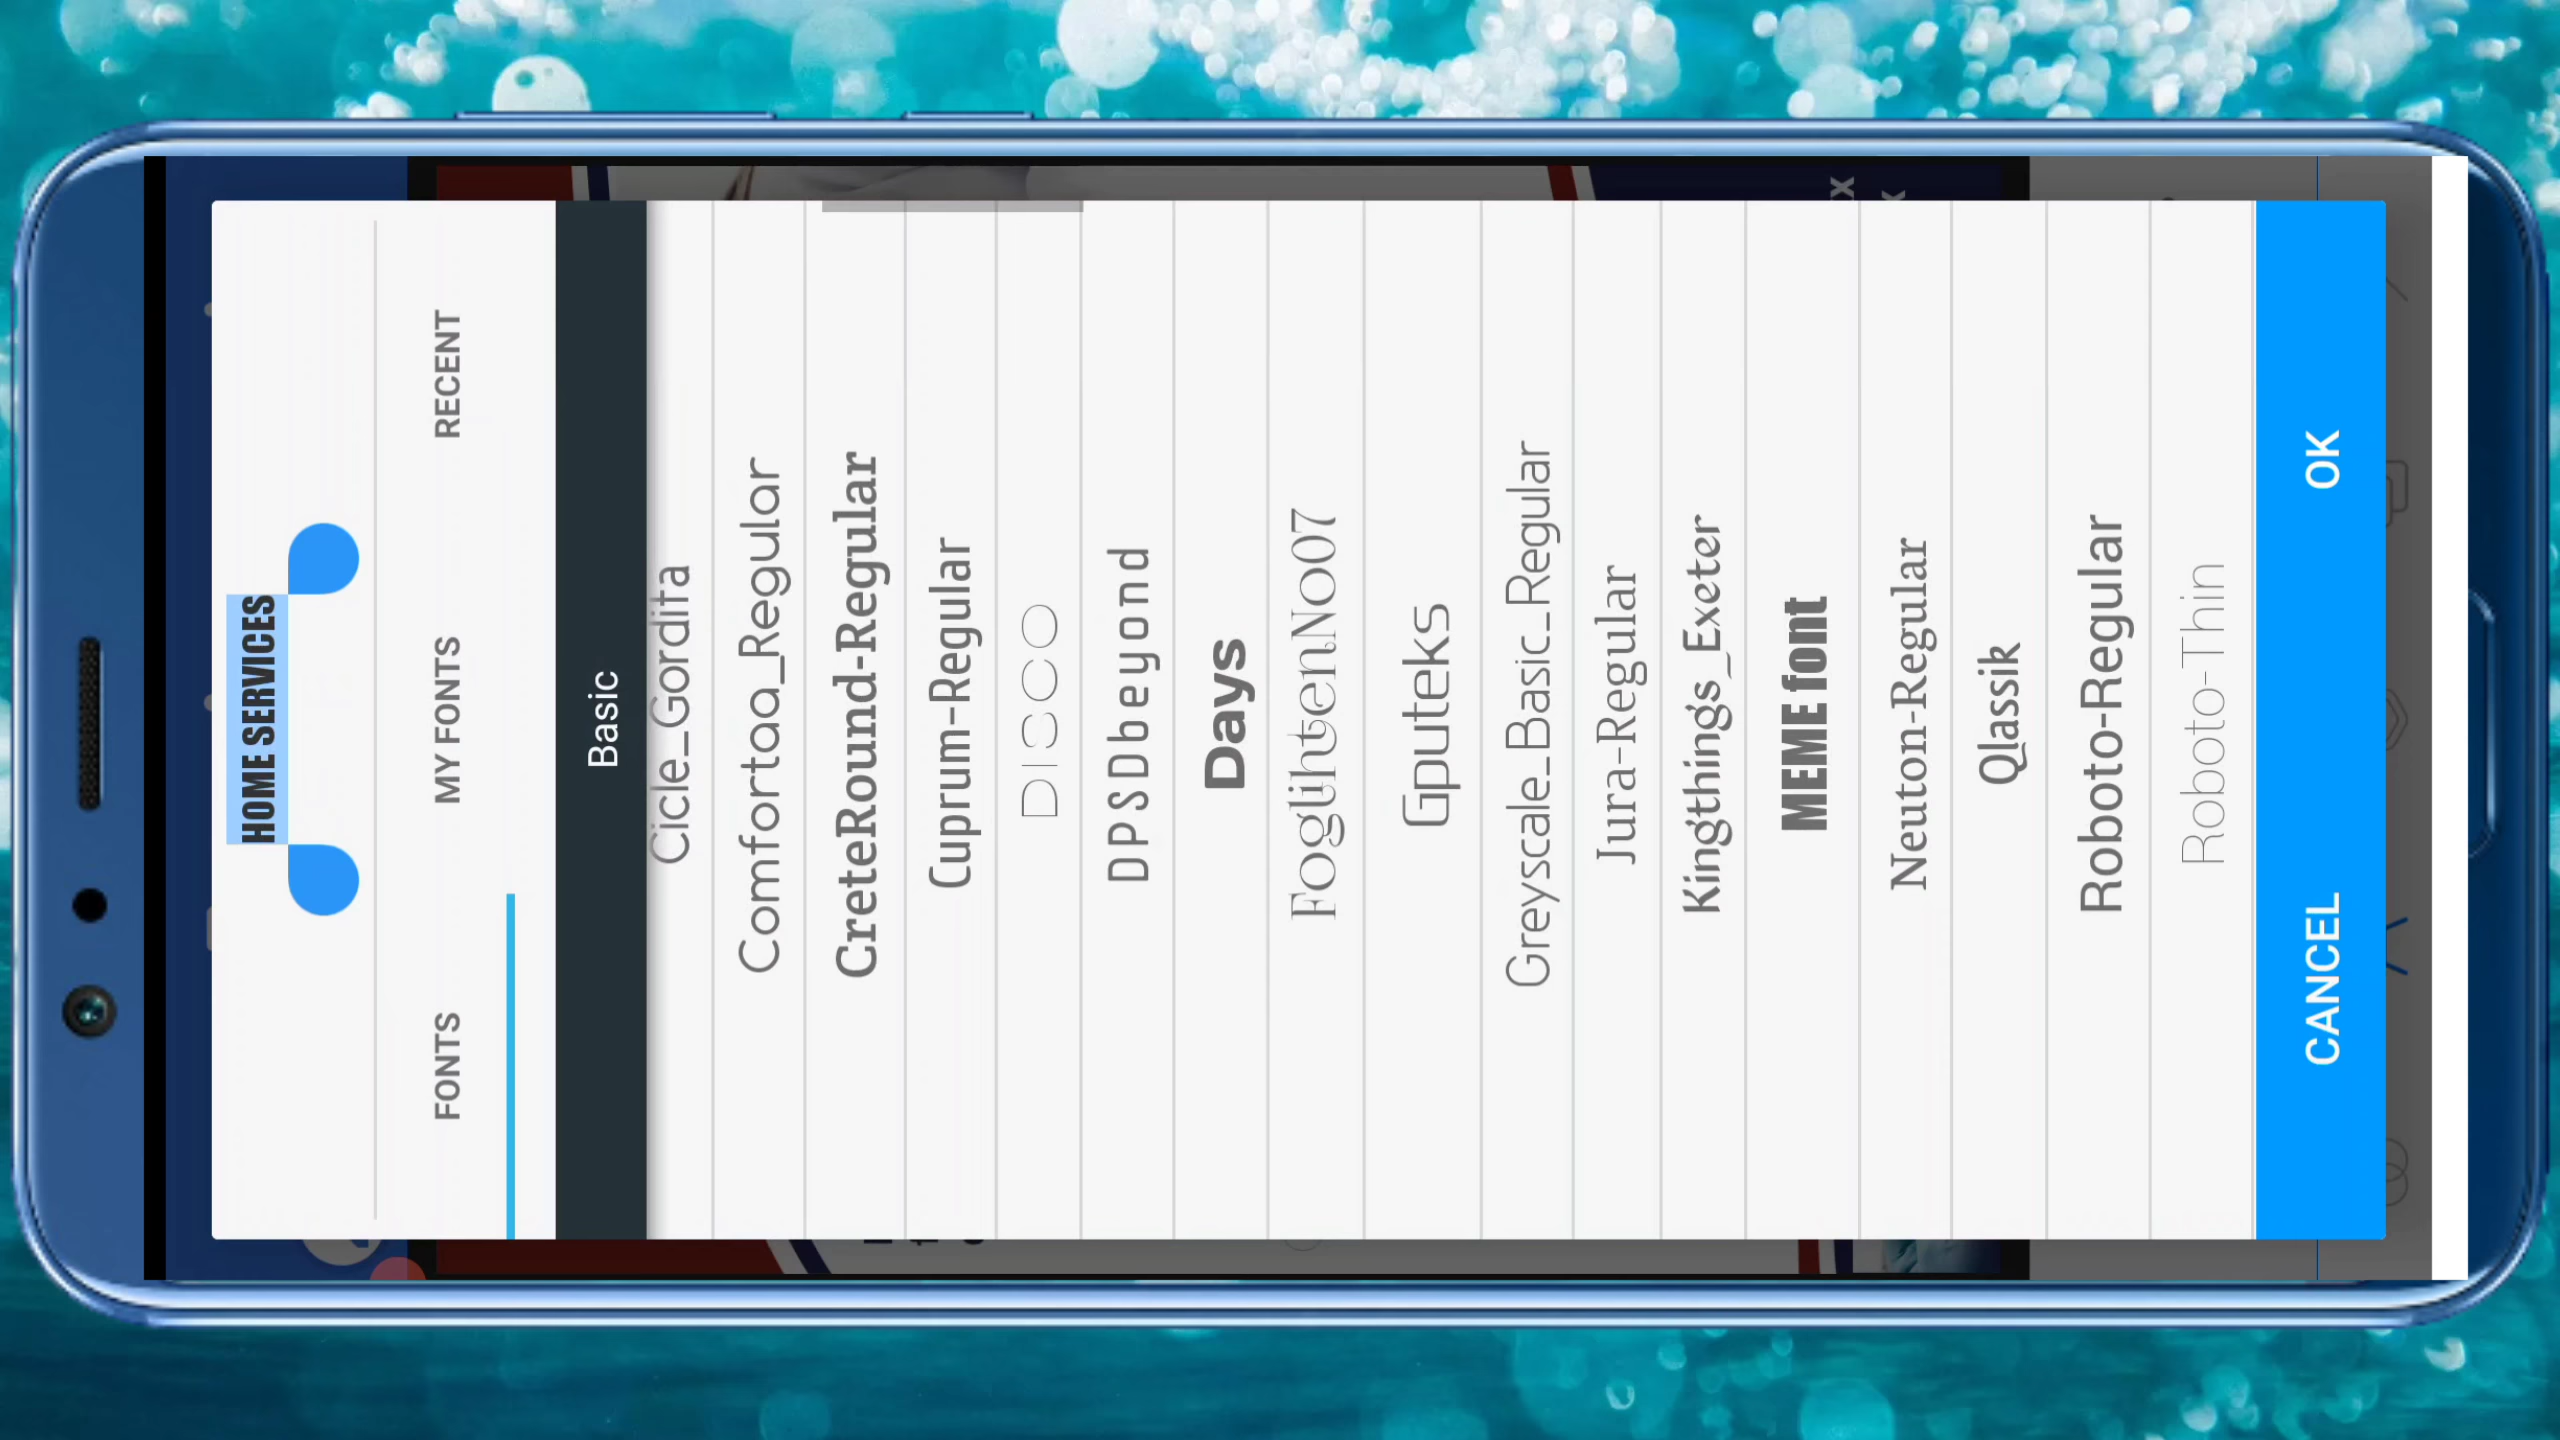 HOME SERVICES
FONTS MY FONTS RECENT
Basic
Cicle_Gordita
Comfortaa_Regular
CreteRound-Regular
Cuprum-Regular
DISCO
DPSDbeyond
Days
FoglihtenNo07
Gputeks
Greyscale_Basic_Regular
Jura-Regular
Kingthings_Exeter
MEME font
Neuton-Regular
Qlassik
Roboto-Regular
Roboto-Thin
CANCEL OK